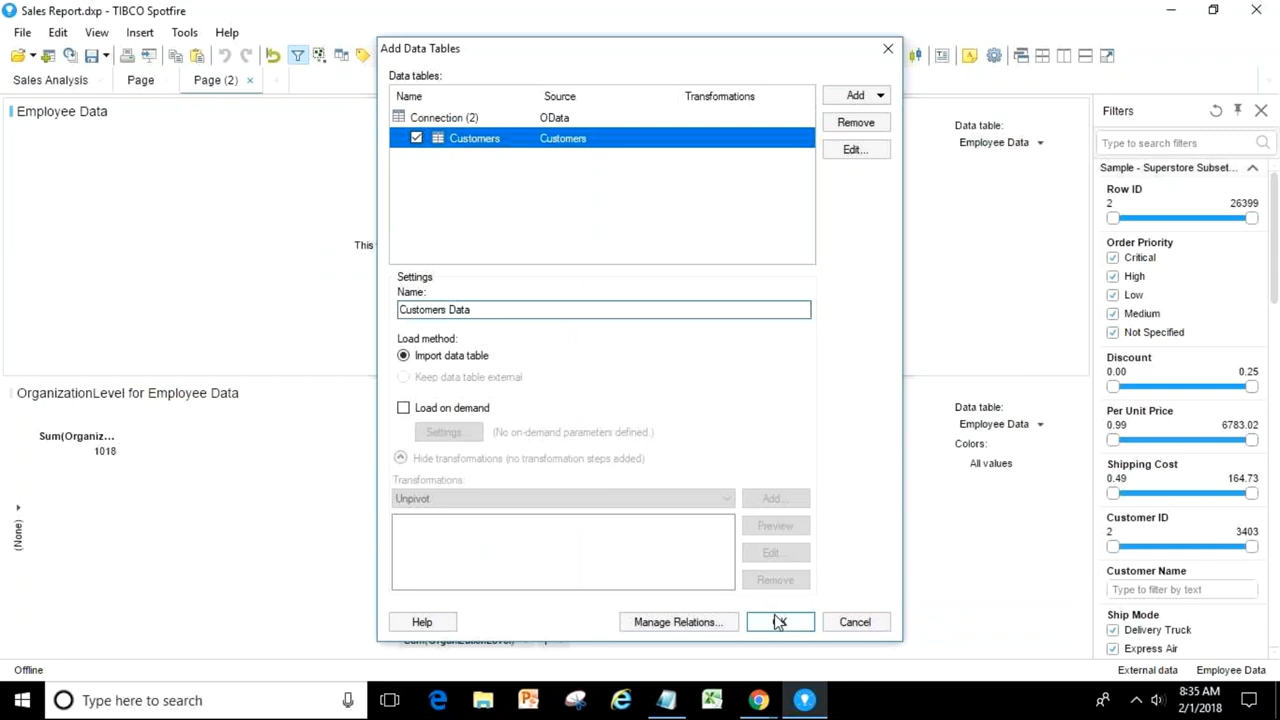 Sales Report.dxp - TIBCO Spotfire
File Edit View Insert Tools Help
Sales Analysis Page Page (2)
Employee Data
This
OrganizationLevel for Employee Data
Sum(Organiz...
1018
(None)
Add Data Tables
Data tables:
Name Source Transformations
Connection (2) OData
Customers Customers
Add
Remove
Edit...
Settings
Name:
Customers Data
Load method:
Import data table
Keep data table external
Load on demand
Settings... (No on-demand parameters defined.)
Hide transformations (no transformation steps added)
Transformations:
Unpivot Add...
Preview
Edit...
Remove
Help Manage Relations... Cancel
Sum(OrganizationLevel)
Data table:
Employee Data
Data table:
Employee Data
Colors:
All values
Filters
Type to search filters
Sample - Superstore Subset...
Row ID
2 26399
Order Priority
Critical
High
Low
Medium
Not Specified
Discount
0.00 0.25
Per Unit Price
0.99 6783.02
Shipping Cost
0.49 164.73
Customer ID
2 3403
Customer Name
Type to filter by text
Ship Mode
Delivery Truck
Express Air
Offline External data Employee Data
Type here to search
8:35 AM
2/1/2018